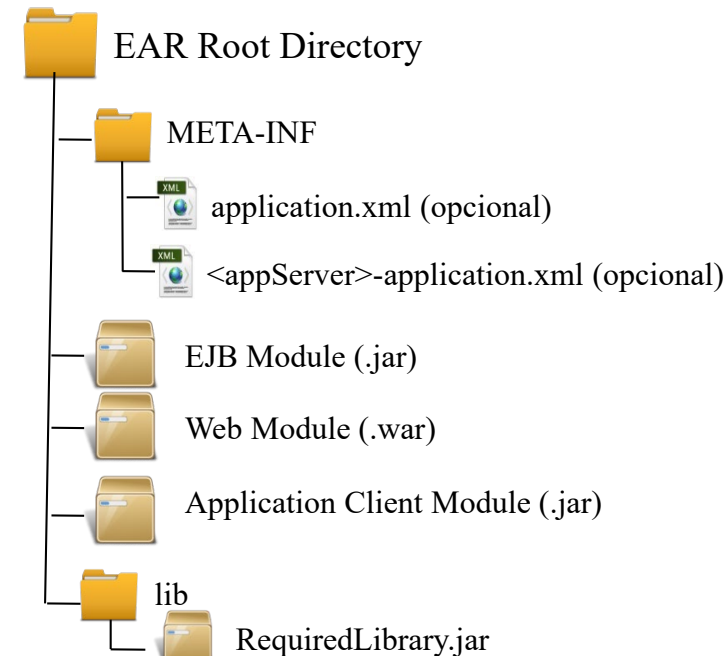 EAR Root Directory
META-INF
XML
application.xml (opcional)
XML
<appServer>-application.xml (opcional)
EJB Module (.jar)
Web Module (.war)
Application Client Module (.jar)
lib
RequiredLibrary.jar